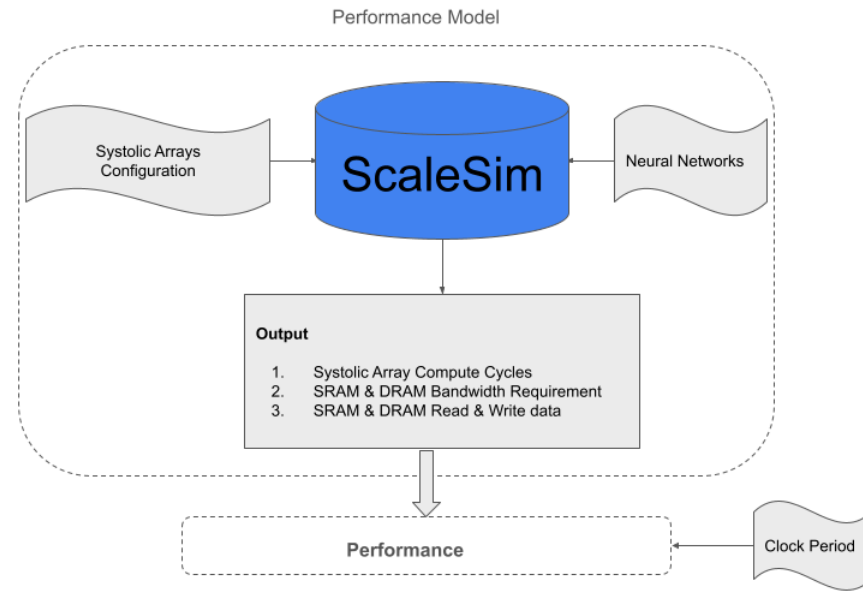 Performance Model
Systolic Arrays
Configuration
ScaleSim
Neural Networks
Output
1. Systolic Array Compute Cycles
2. SRAM & DRAM Bandwidth Requirement
3. SRAM & DRAM Read & Write data
Performance
Clock Period